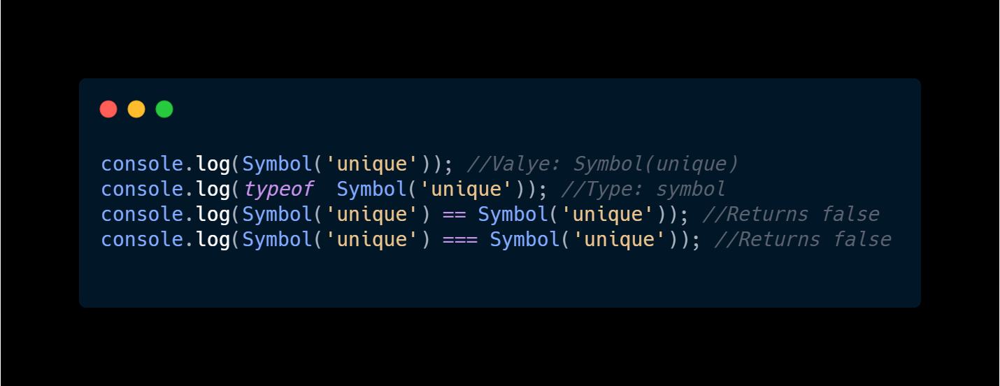 console.log(Symbol('unique')); //Valye: Symbol(unique)
console.log(typeof  Symbol('unique')); //Type: symbol
console.log(Symbol('unique') == Symbol('unique')); //Returns false
console.log(Symbol('unique') === Symbol('unique')); //Returns false